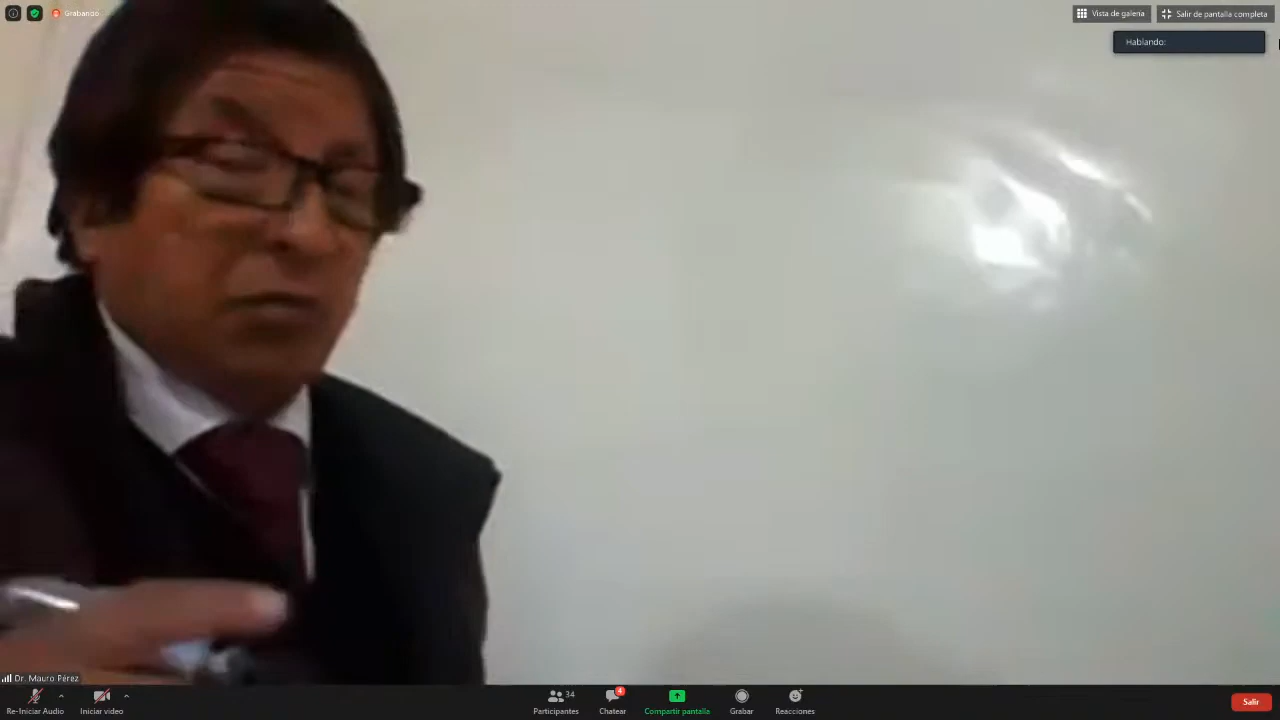 Grabando
Vista de galería
Salir de pantalla completa
Hablando:
Dr. Mauro Pérez
Re-Iniciar Audio
Iniciar video
34
Participantes
4
Chatear
Compartir pantalla
Grabar
Reacciones
Salir